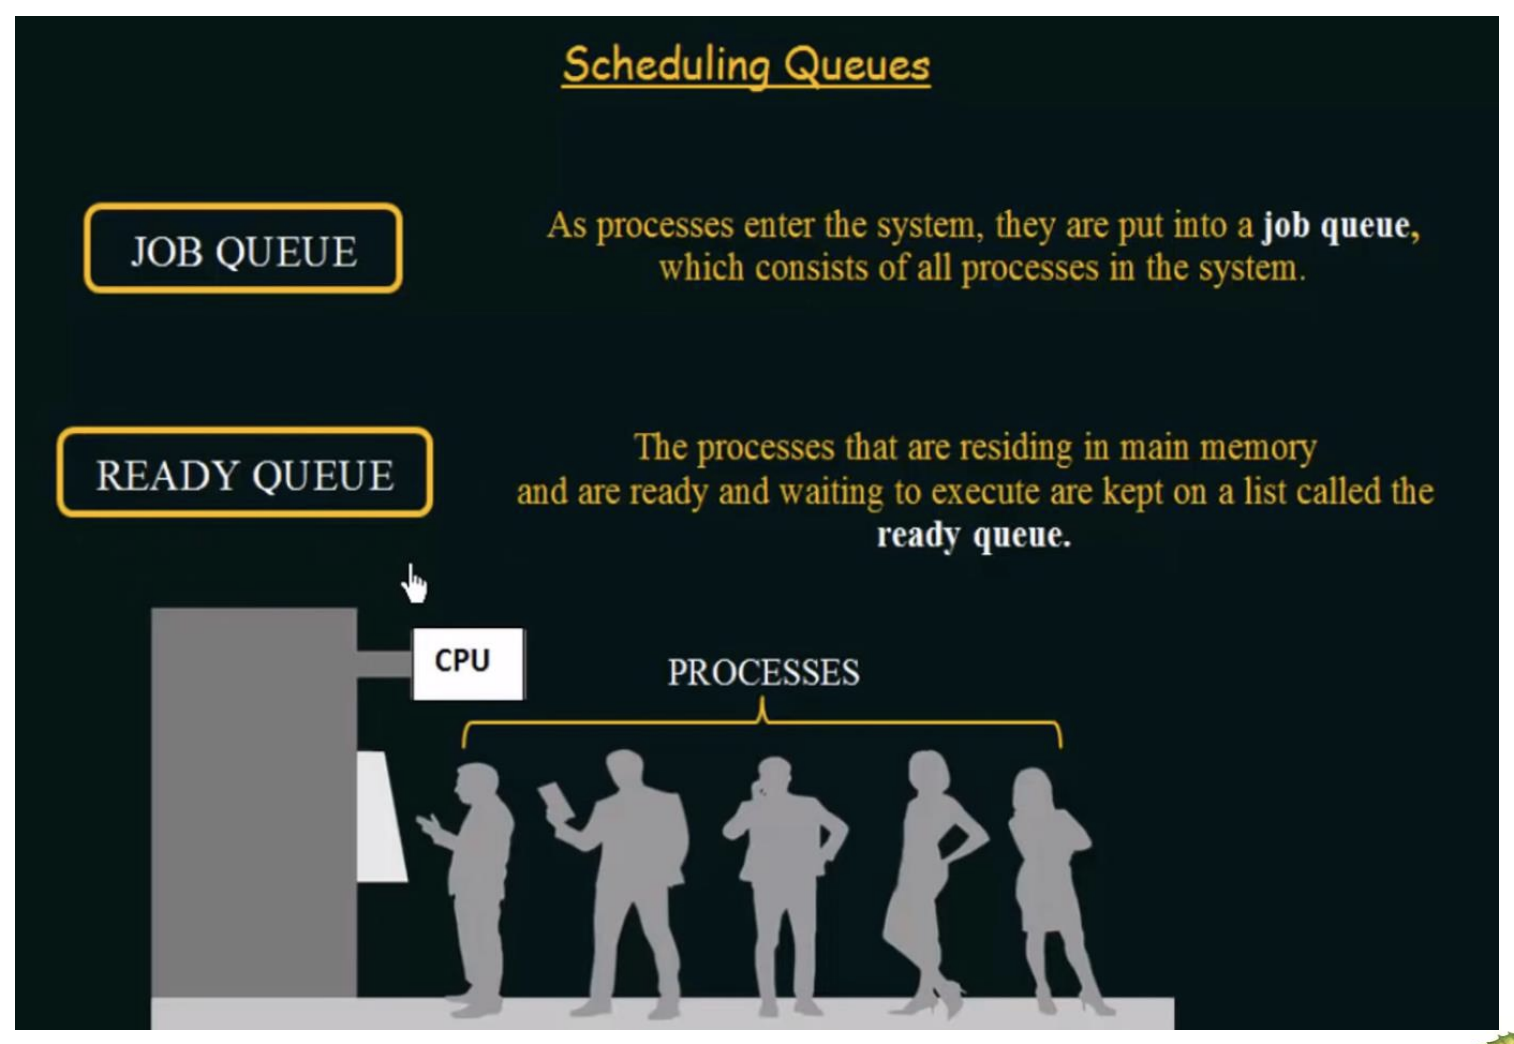 Scheduling Queues
JOB QUEUE
As processes enter the system, they are put into a job queue,
which consists of all processes in the system.
READY QUEUE
The processes that are residing in main memory
and are ready and waiting to execute are kept on a list called the
ready queue.
CPU
PROCESSES